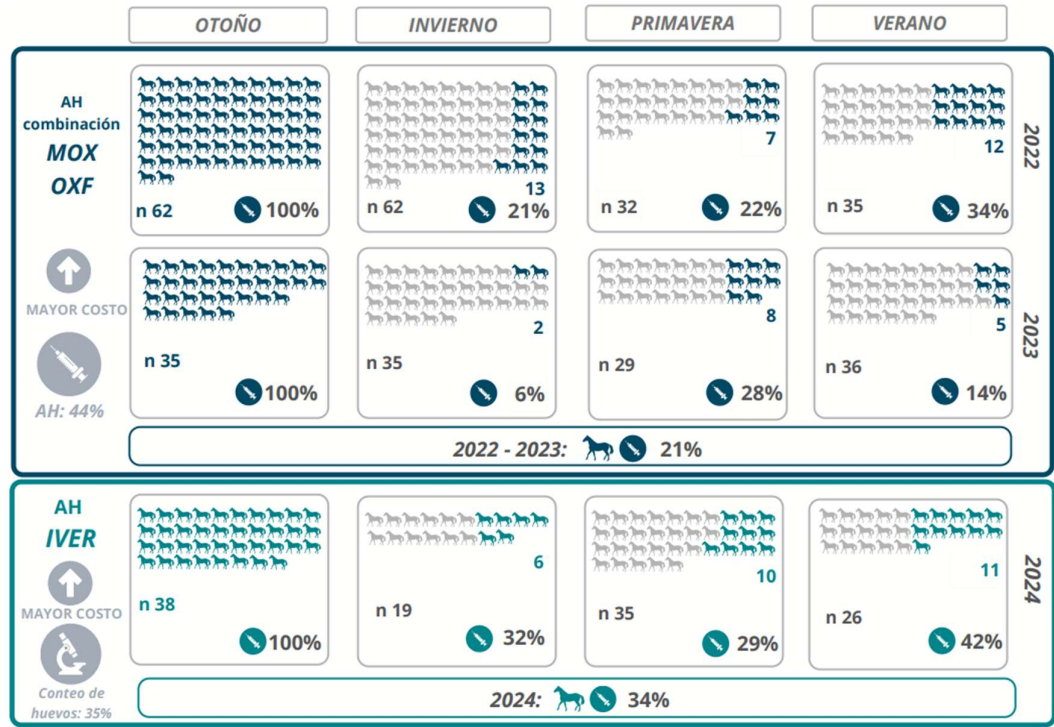 OTOÑO
INVIERNO
PRIMAVERA
VERANO
AH
combinación
MOX
OXF
n 62
100%
13
n 62
21%
7
n 32
22%
12
n 35
34%
2022
MAYOR COSTO
AH: 44%
n 35
100%
2
n 35
6%
8
n 29
28%
5
n 36
14%
2023
2022 - 2023: 21%
AH
IVER
MAYOR COSTO
Conteo de
huevos: 35%
n 38
100%
6
n 19
32%
10
n 35
29%
11
n 26
42%
2024
2024: 34%